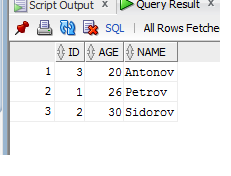 Script Output x Query Result x
SQL | All Rows Fetche
ID AGE NAME
1 3 20 Antonov
2 1 26 Petrov
3 2 30 Sidorov